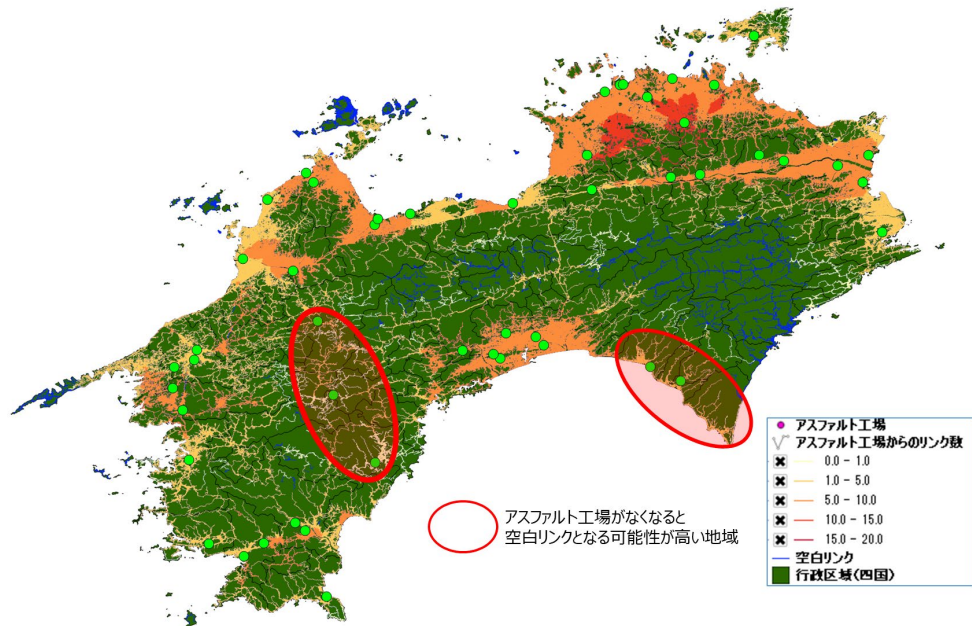 アスファルト工場がなくなると
空白リンクとなる可能性が高い地域
アスファルト工場
アスファルト工場からのリンク数
0.0 - 1.0
1.0 - 5.0
5.0 - 10.0
10.0 - 15.0
15.0 - 20.0
空白リンク
行政区域(四国)